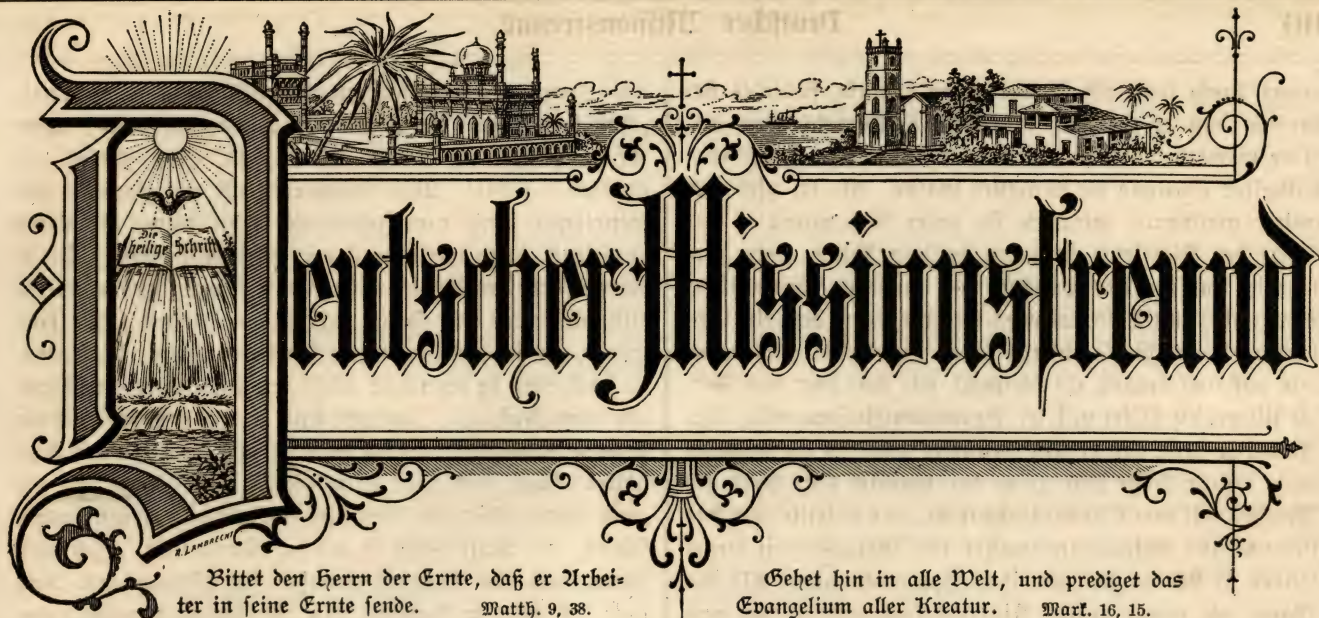 Die heilige Schrift
Deutscher Missionsfreund
R. LAMBRECHT
Bittet den Herrn der Ernte, daß er Arbei-
ter in seine Ernte sende. Matth. 9, 38.
Gehet hin in alle Welt, und prediget das
Evangelium aller Kreatur. Mark. 16, 15.